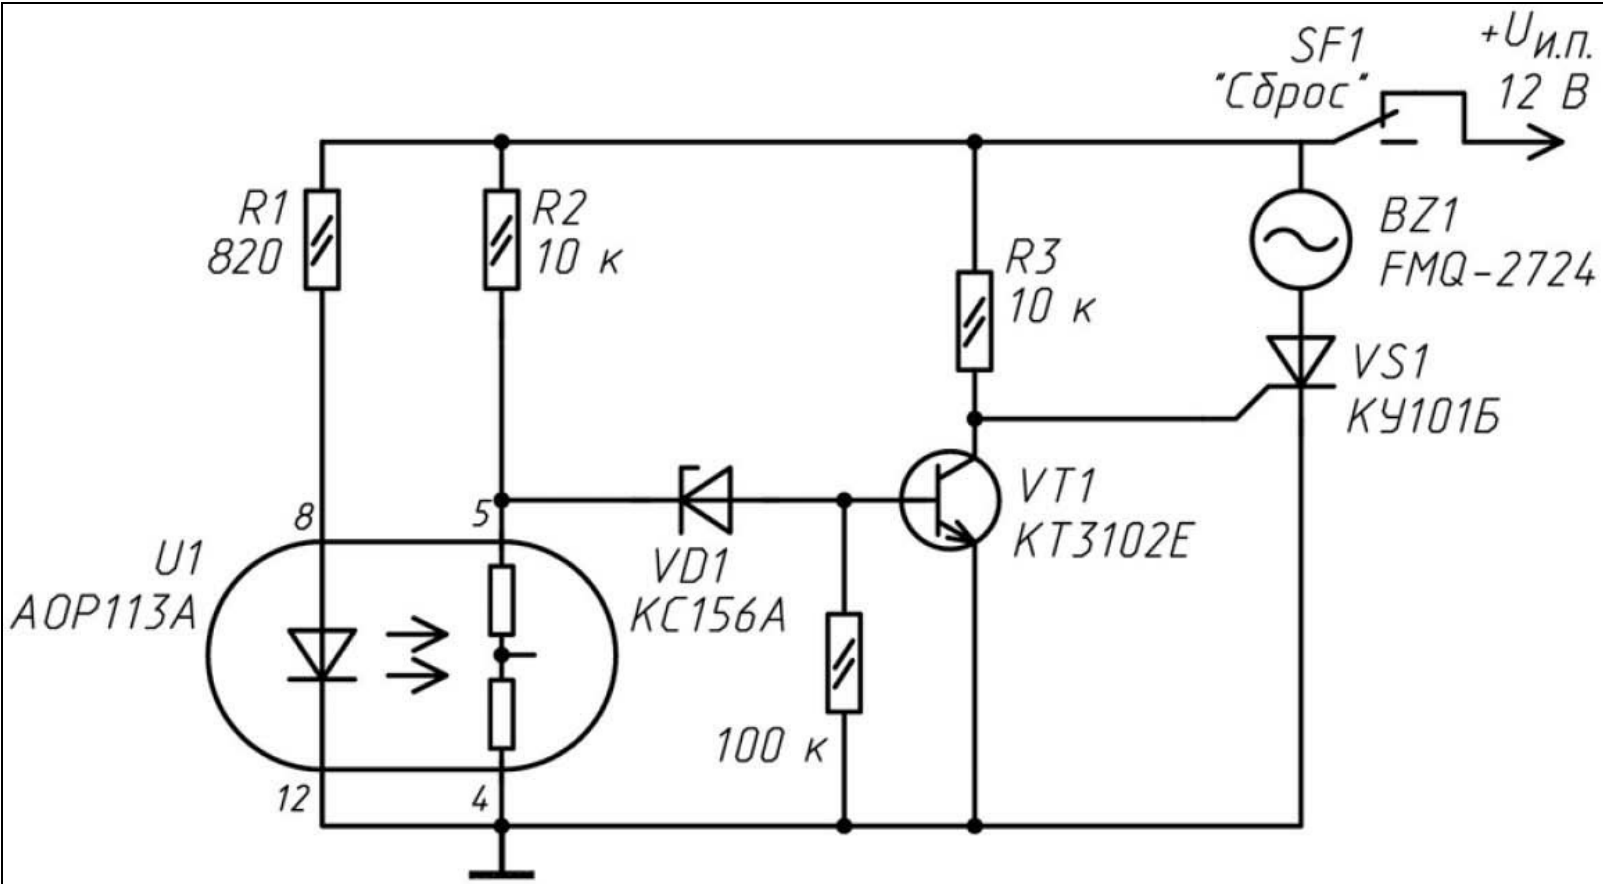 SF1
"Сброс"
+Uи.п.
12 В
R1
820
R2
10 к
R3
10 к
BZ1
FMQ-2724
VS1
КУ101Б
8
5
U1
АОР113А
VD1
КС156А
VT1
КТ3102Е
100 к
12
4